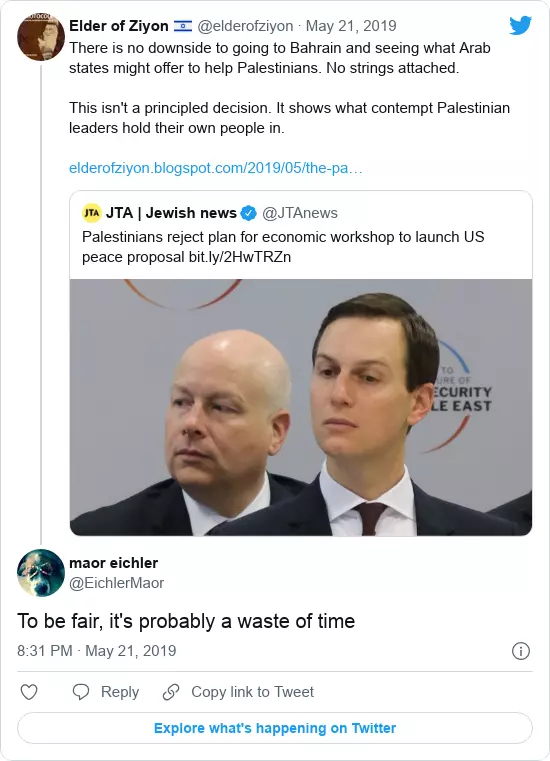 Elder of Ziyon 🇮🇱 @elderofziyon · May 21, 2019
There is no downside to going to Bahrain and seeing what Arab
states might offer to help Palestinians. No strings attached.
This isn't a principled decision. It shows what contempt Palestinian
leaders hold their own people in.
elderofziyon.blogspot.com/2019/05/the-pa…
JTA JTA | Jewish news @JTAnews
Palestinians reject plan for economic workshop to launch US
peace proposal bit.ly/2HwTRZn
TO
URE OF
ECURITY
LE EAST
maor eichler
@EichlerMaor
To be fair, it's probably a waste of time
8:31 PM · May 21, 2019
Reply
Copy link to Tweet
Explore what's happening on Twitter